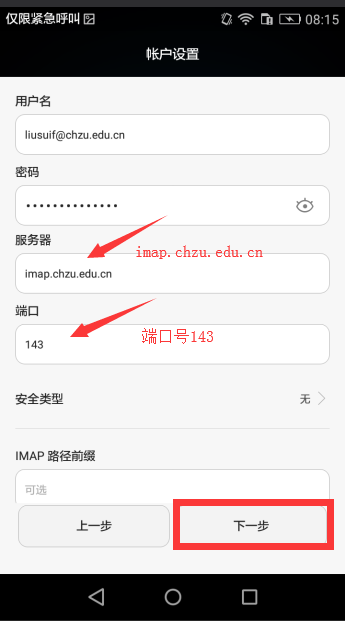 仅限紧急呼叫 08:15
帐户设置
用户名
liusuif@chzu.edu.cn
密码
••••••••••••••
服务器
imap.chzu.edu.cn
imap.chzu.edu.cn
端口
143
端口号143
安全类型 无
IMAP 路径前缀
可选
上一步 下一步